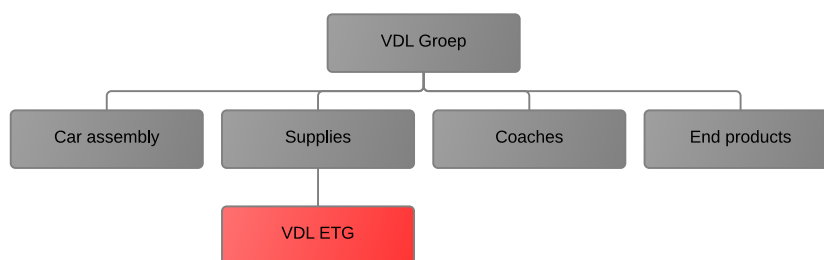 VDL Groep
Car assembly
Supplies
Coaches
End products
VDL ETG